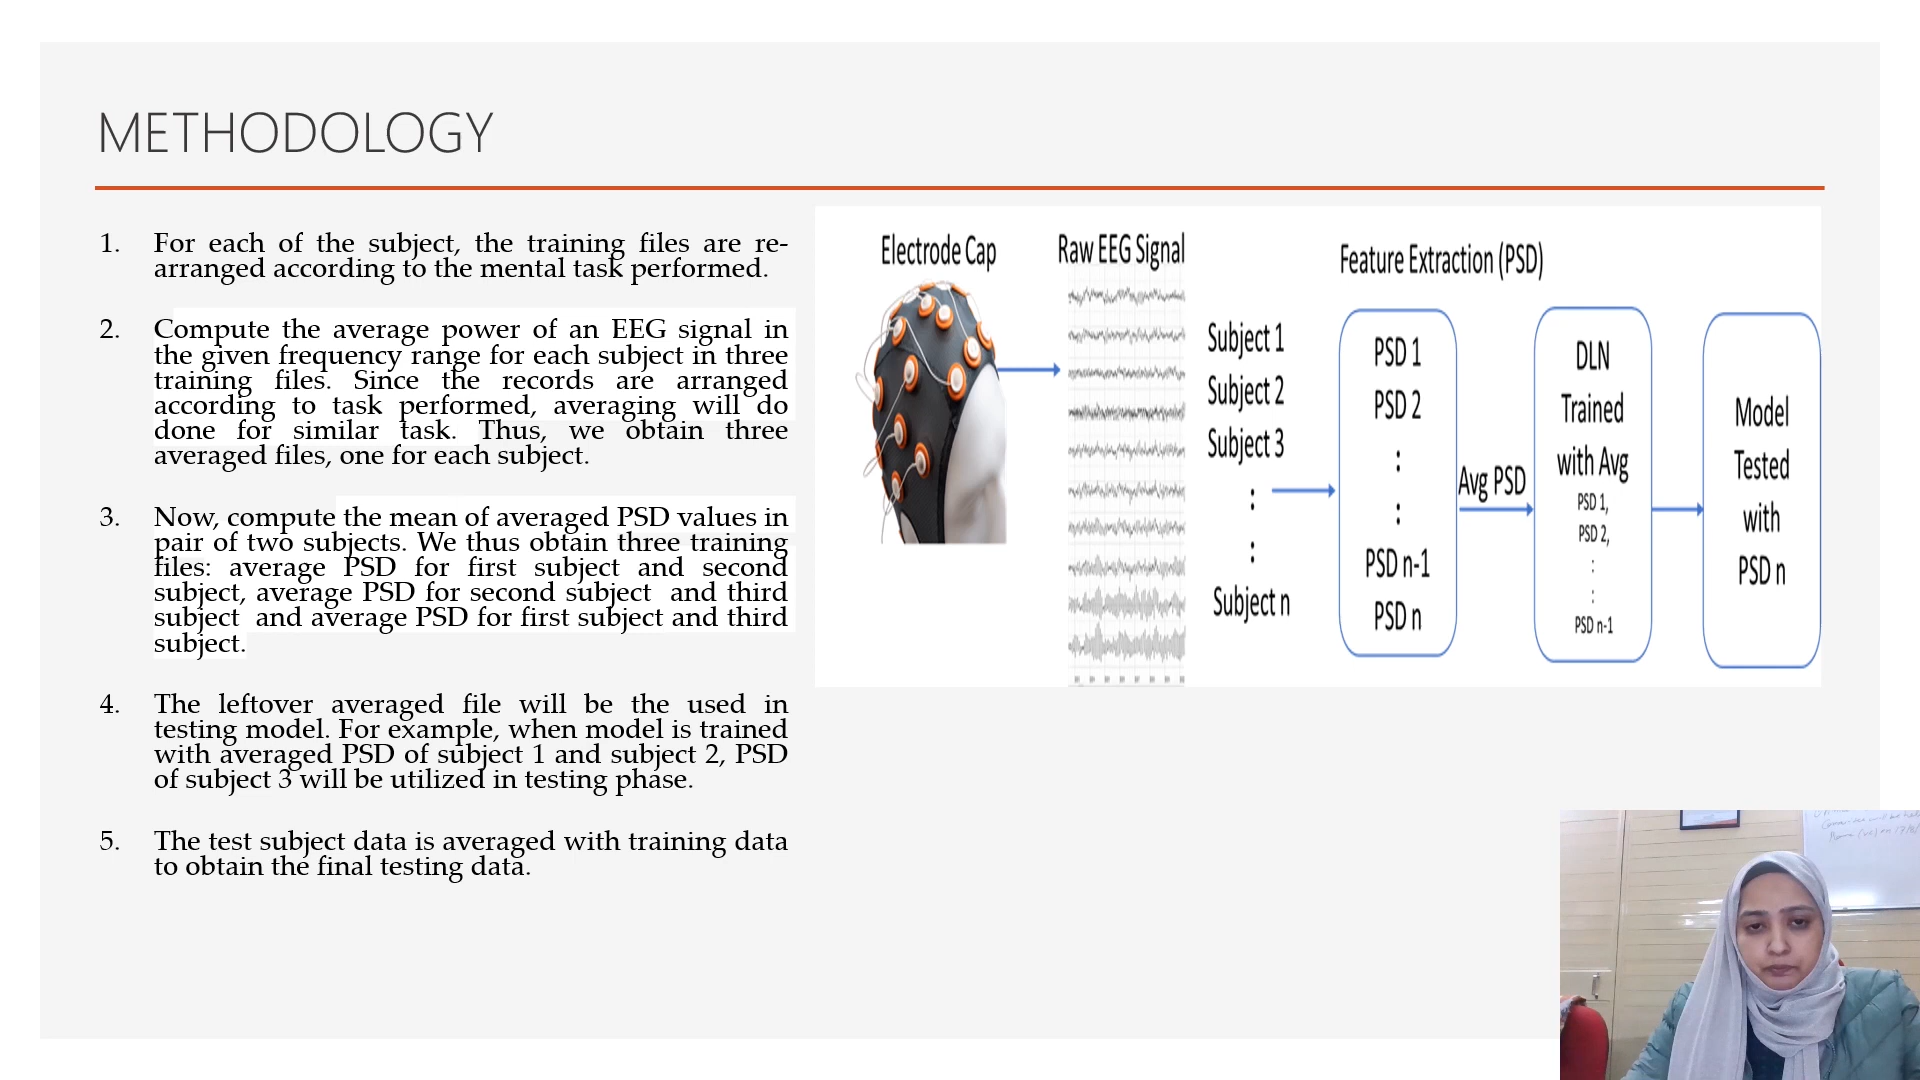 METHODOLOGY
1. For each of the subject, the training files are re-
arranged according to the mental task performed.
2. Compute the average power of an EEG signal in
the given frequency range for each subject in three
training files. Since the records are arranged
according to task performed, averaging will do
done for similar task. Thus, we obtain three
averaged files, one for each subject.
3. Now, compute the mean of averaged PSD values in
pair of two subjects. We thus obtain three training
files: average PSD for first subject and second
subject, average PSD for second subject and third
subject and average PSD for first subject and third
subject.
4. The leftover averaged file will be the used in
testing model. For example, when model is trained
with averaged PSD of subject 1 and subject 2, PSD
of subject 3 will be utilized in testing phase.
5. The test subject data is averaged with training data
to obtain the final testing data.
Electrode Cap
Raw EEG Signal
Subject 1
Subject 2
Subject 3
:
:
Subject n
Feature Extraction (PSD)
PSD 1
PSD 2
:
:
PSD n-1
PSD n
Avg PSD
DLN
Trained
with Avg
PSD 1,
PSD 2,
:
:
PSD n-1
Model
Tested
with
PSD n